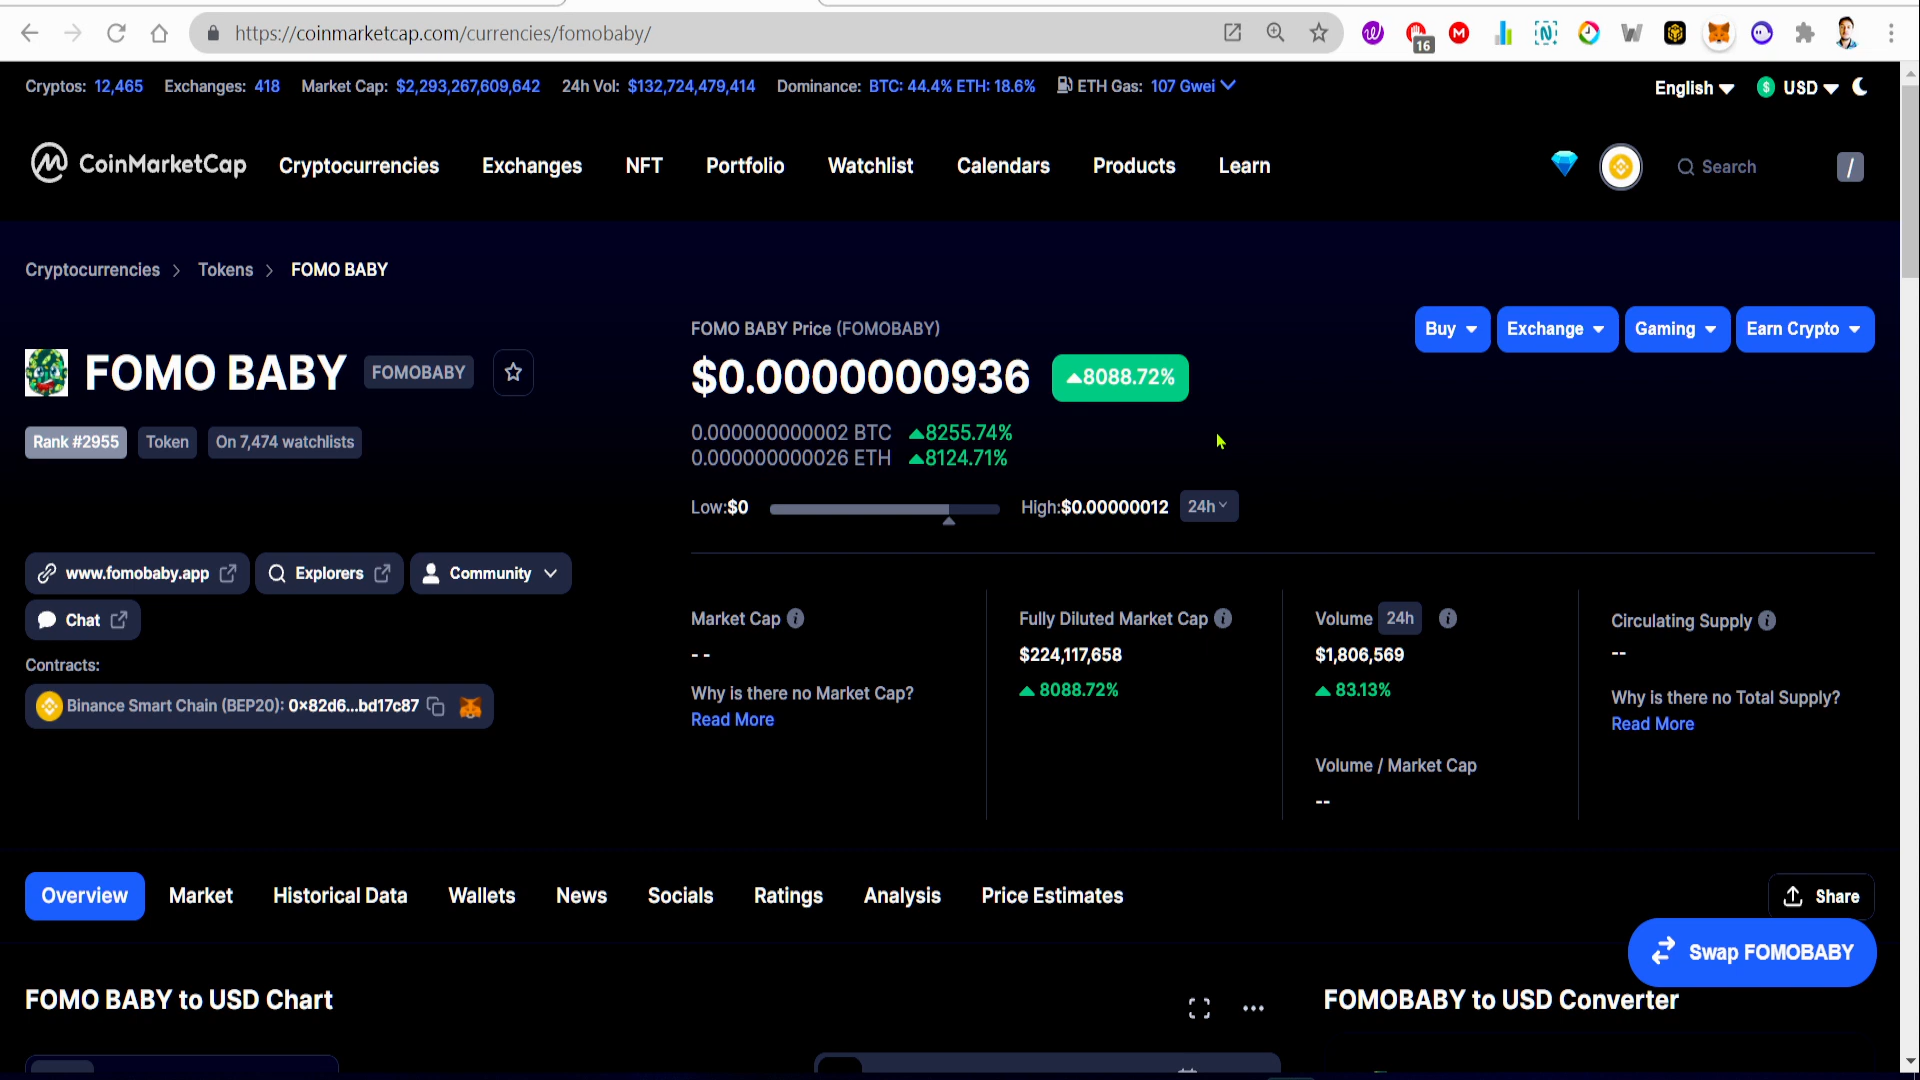 https://coinmarketcap.com/currencies/fomobaby/
16
Cryptos: 12,465 Exchanges: 418 Market Cap: $2,293,267,609,642 24h Vol: $132,724,479,414 Dominance: BTC: 44.4% ETH: 18.6% ETH Gas: 107 Gwei
English USD
CoinMarketCap Cryptocurrencies Exchanges NFT Portfolio Watchlist Calendars Products Learn Search /
Cryptocurrencies > Tokens > FOMO BABY
FOMO BABY FOMOBABY
Rank #2955 Token On 7,474 watchlists
www.fomobaby.app Explorers Community
Chat
Contracts:
Binance Smart Chain (BEP20): 0x82d6...bd17c87
FOMO BABY Price (FOMOBABY)
$0.0000000936 8088.72%
0.000000000002 BTC 8255.74%
0.000000000026 ETH 8124.71%
Low:$0 High:$0.00000012 24h
Buy Exchange Gaming Earn Crypto
Market Cap
- -
Why is there no Market Cap?
Read More
Fully Diluted Market Cap
$224,117,658
8088.72%
Volume 24h
$1,806,569
83.13%
Volume / Market Cap
--
Circulating Supply
--
Why is there no Total Supply?
Read More
Overview Market Historical Data Wallets News Socials Ratings Analysis Price Estimates Share
Swap FOMOBABY
FOMO BABY to USD Chart
FOMOBABY to USD Converter